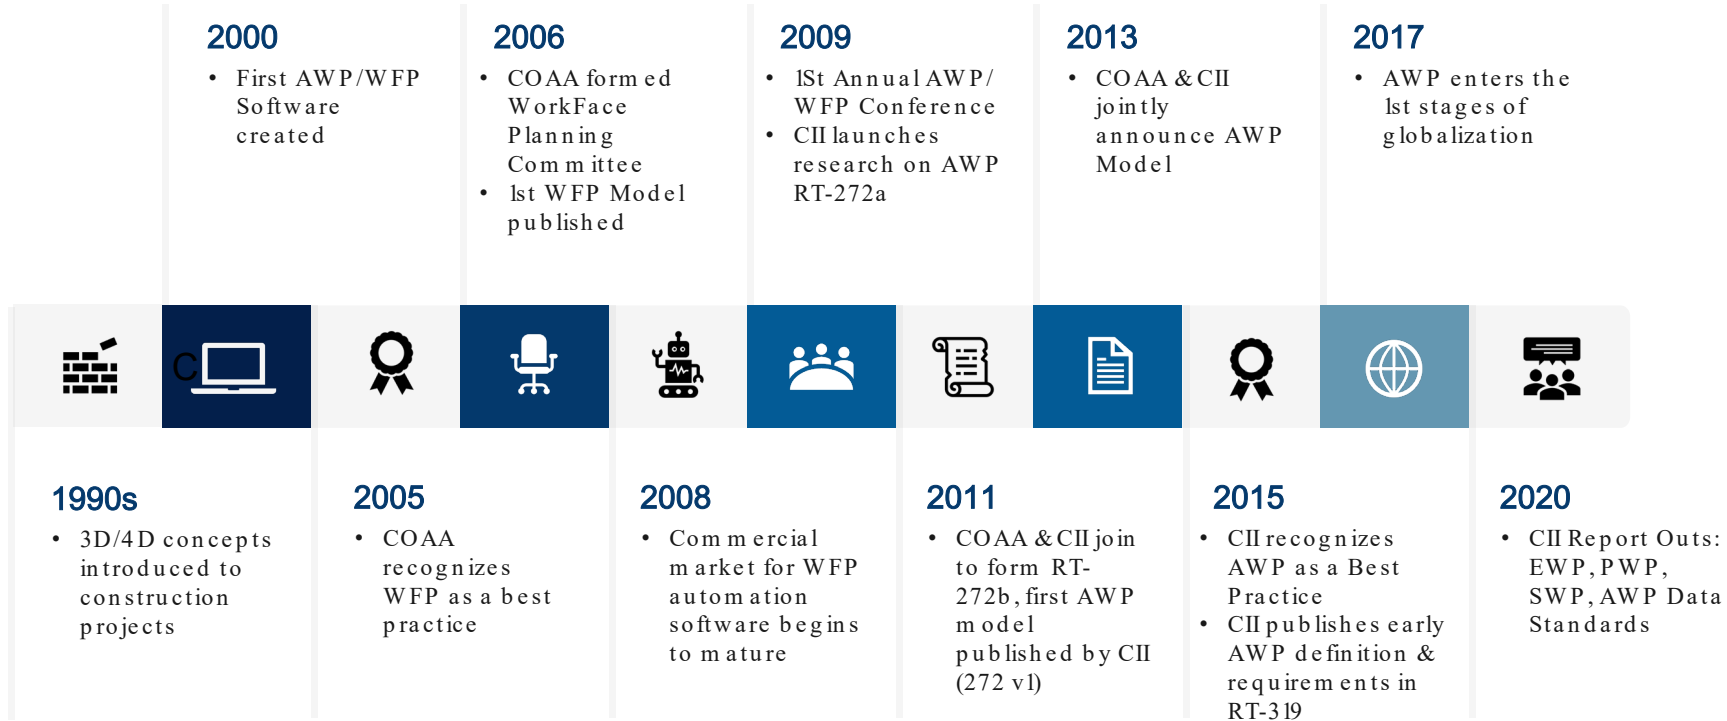 2000
• First AWP/WFP
Software
created
2006
• COAA formed
WorkFace
Planning
Committee
• 1st WFP Model
published
2009
• 1St Annual AWP/
WFP Conference
• CII launches
research on AWP
RT-272a
2013
• COAA & CII
jointly
announce AWP
Model
2017
• AWP enters the
1st stages of
globalization
C
1990s
• 3D/4D concepts
introduced to
construction
projects
2005
• COAA
recognizes
WFP as a best
practice
2008
• Commercial
market for WFP
automation
software begins
to mature
2011
• COAA & CII join
to form RT-
272b, first AWP
model
published by CII
(272 v1)
2015
• CII recognizes
AWP as a Best
Practice
• CII publishes early
AWP definition &
requirements in
RT-319
2020
• CII Report Outs:
EWP, PWP,
SWP, AWP Data
Standards